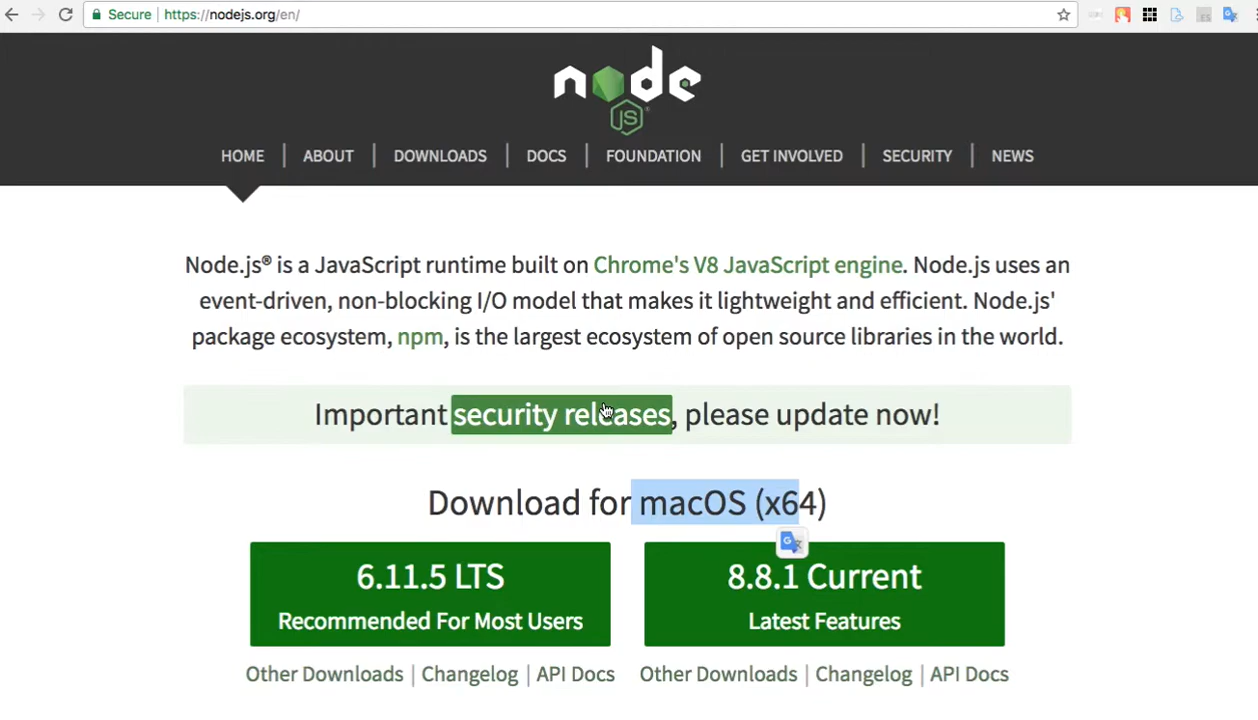 Secure | https://nodejs.org/en/
node
JS
HOME | ABOUT | DOWNLOADS | DOCS | FOUNDATION | GET INVOLVED | SECURITY | NEWS
Node.js® is a JavaScript runtime built on Chrome's V8 JavaScript engine. Node.js uses an
event-driven, non-blocking I/O model that makes it lightweight and efficient. Node.js'
package ecosystem, npm, is the largest ecosystem of open source libraries in the world.
Important security releases, please update now!
Download for macOS (x64)
6.11.5 LTS
Recommended For Most Users
8.8.1 Current
Latest Features
Other Downloads | Changelog | API Docs
Other Downloads | Changelog | API Docs